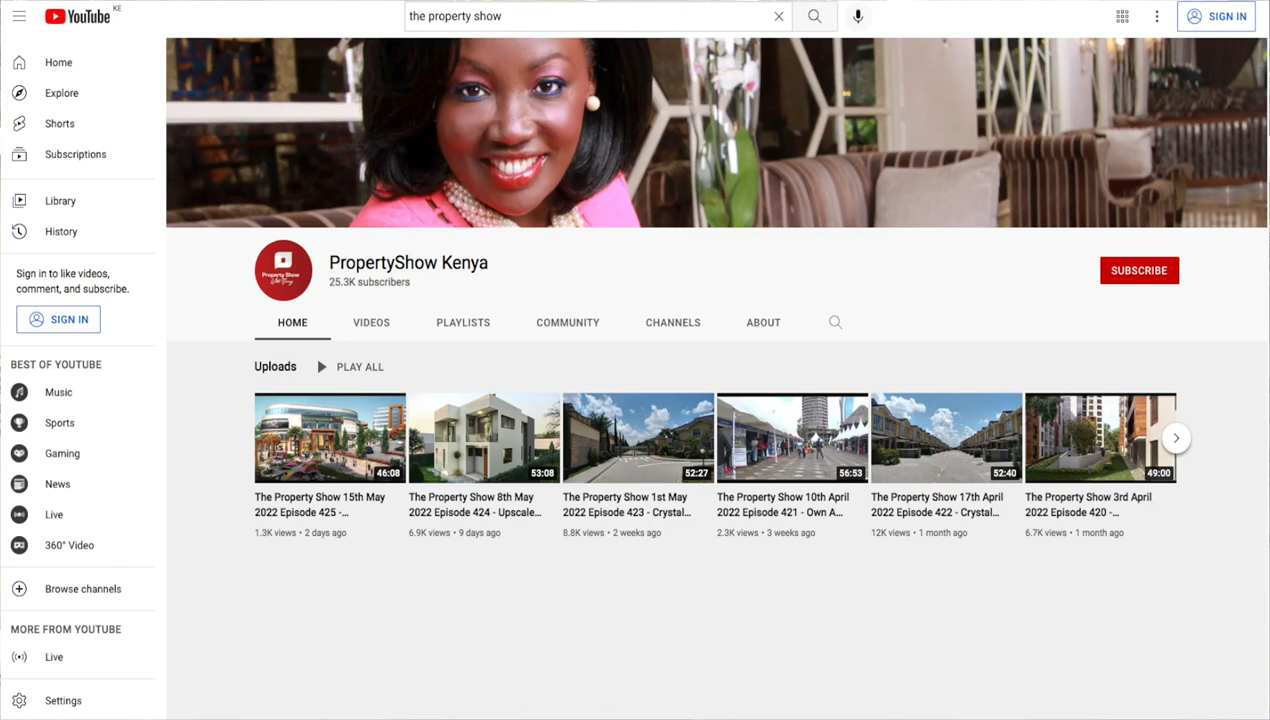 YouTube KE
the property show
SIGN IN
Home
Explore
Shorts
Subscriptions
Library
History
Sign in to like videos,
comment, and subscribe.
SIGN IN
BEST OF YOUTUBE
Music
Sports
Gaming
News
Live
360° Video
Browse channels
MORE FROM YOUTUBE
Live
Settings
Property Show
PropertyShow Kenya
25.3K subscribers
SUBSCRIBE
HOME VIDEOS PLAYLISTS COMMUNITY CHANNELS ABOUT
Uploads PLAY ALL
46:08
The Property Show 15th May
2022 Episode 425 -...
1.3K views • 2 days ago
53:08
The Property Show 8th May
2022 Episode 424 - Upscale...
6.9K views • 9 days ago
52:27
The Property Show 1st May
2022 Episode 423 - Crystal...
8.8K views • 2 weeks ago
56:53
The Property Show 10th April
2022 Episode 421 - Own A...
2.3K views • 3 weeks ago
52:40
The Property Show 17th April
2022 Episode 422 - Crystal...
12K views • 1 month ago
49:00
The Property Show 3rd April
2022 Episode 420 -...
6.7K views • 1 month ago